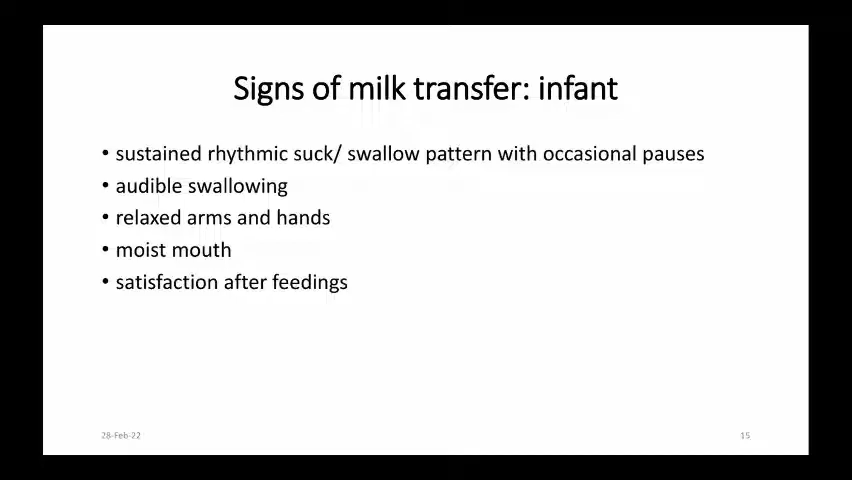 Signs of milk transfer: infant
• sustained rhythmic suck/ swallow pattern with occasional pauses
• audible swallowing
• relaxed arms and hands
• moist mouth
• satisfaction after feedings
28-Feb-22
15